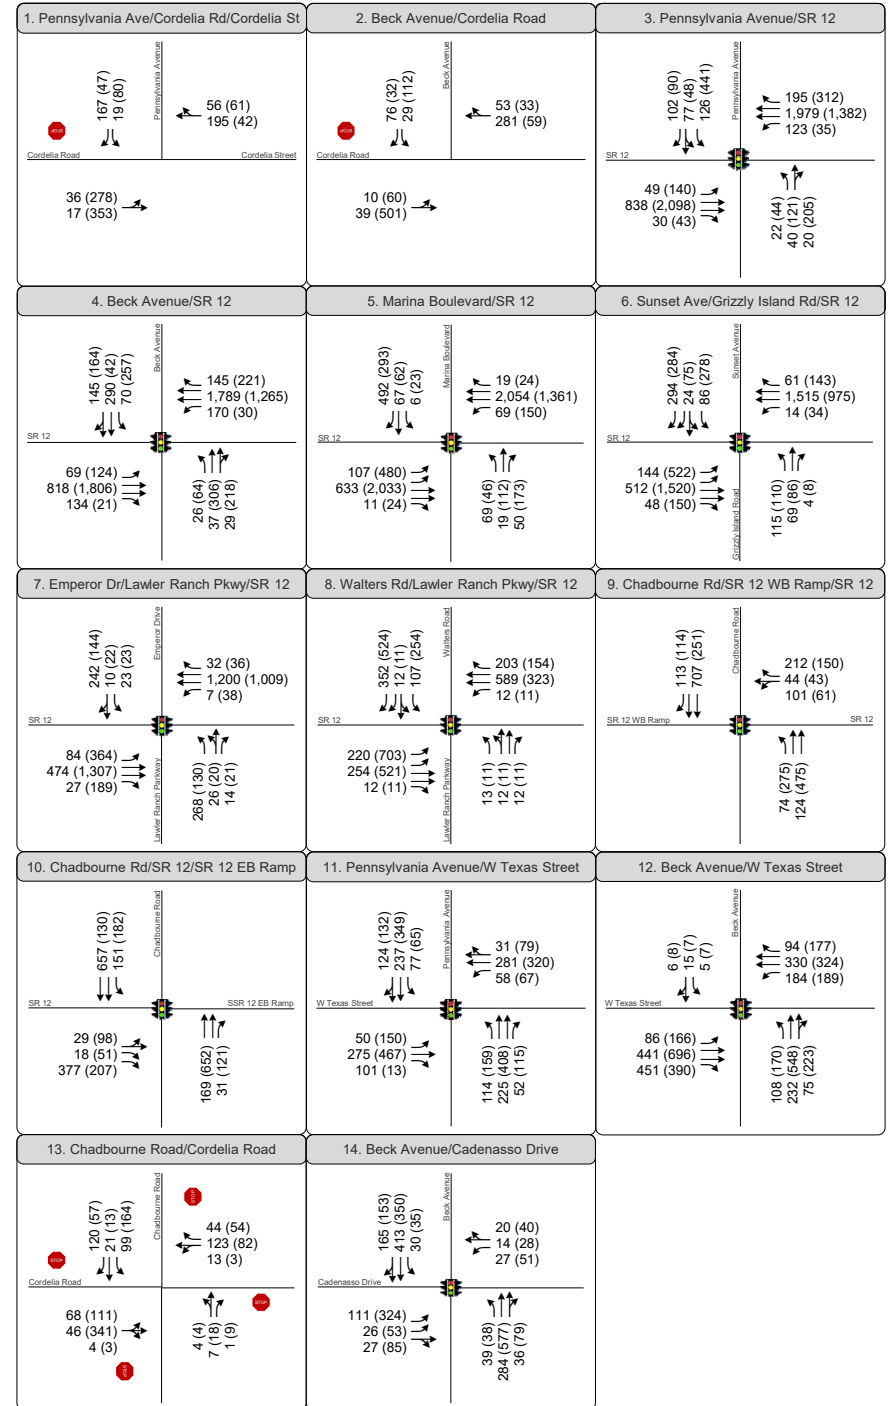 1. Pennsylvania Ave/Cordelia Rd/Cordelia St
167 (47)
19 (80)
Pennsylvania Avenue
56 (61)
195 (42)
STOP
Cordelia Road
Cordelia Street
36 (278)
17 (353)
2. Beck Avenue/Cordelia Road
76 (32)
29 (112)
Beck Avenue
53 (33)
281 (59)
STOP
Cordelia Road
10 (60)
39 (501)
3. Pennsylvania Avenue/SR 12
102 (90)
77 (48)
126 (441)
Pennsylvania Avenue
195 (312)
1,979 (1,382)
123 (35)
SR 12
49 (140)
838 (2,098)
30 (43)
22 (44)
40 (121)
20 (205)
4. Beck Avenue/SR 12
145 (164)
290 (42)
70 (257)
Beck Avenue
145 (221)
1,789 (1,265)
170 (30)
SR 12
69 (124)
818 (1,806)
134 (21)
26 (64)
37 (306)
29 (218)
5. Marina Boulevard/SR 12
492 (293)
67 (62)
6 (23)
Marina Boulevard
19 (24)
2,054 (1,361)
69 (150)
SR 12
107 (480)
633 (2,033)
11 (24)
69 (46)
19 (112)
50 (173)
6. Sunset Ave/Grizzly Island Rd/SR 12
294 (284)
24 (75)
86 (278)
Sunset Avenue
61 (143)
1,515 (975)
14 (34)
SR 12
144 (522)
512 (1,520)
48 (150)
Grizzly Island Road
115 (110)
69 (86)
4 (8)
7. Emperor Dr/Lawler Ranch Pkwy/SR 12
242 (144)
10 (22)
23 (23)
Emperor Drive
32 (36)
1,200 (1,009)
7 (38)
SR 12
84 (364)
474 (1,307)
27 (189)
Lawler Ranch Parkway
268 (130)
26 (20)
14 (21)
8. Walters Rd/Lawler Ranch Pkwy/SR 12
352 (524)
12 (11)
107 (254)
Walters Road
203 (154)
589 (323)
12 (11)
SR 12
220 (703)
254 (521)
12 (11)
Lawler Ranch Parkway
13 (11)
12 (11)
12 (11)
9. Chadbourne Rd/SR 12 WB Ramp/SR 12
113 (114)
707 (251)
Chadbourne Road
212 (150)
44 (43)
101 (61)
SR 12 WB Ramp
SR 12
74 (275)
124 (475)
10. Chadbourne Rd/SR 12/SR 12 EB Ramp
657 (130)
151 (182)
Chadbourne Road
SR 12
SSR 12 EB Ramp
29 (98)
18 (51)
377 (207)
169 (652)
31 (121)
11. Pennsylvania Avenue/W Texas Street
124 (132)
237 (349)
77 (65)
Pennsylvania Avenue
31 (79)
281 (320)
58 (67)
W Texas Street
50 (150)
275 (467)
101 (13)
114 (159)
225 (408)
52 (115)
12. Beck Avenue/W Texas Street
6 (8)
15 (7)
5 (7)
Beck Avenue
94 (177)
330 (324)
184 (189)
W Texas Street
86 (166)
441 (696)
451 (390)
108 (170)
232 (548)
75 (223)
13. Chadbourne Road/Cordelia Road
120 (57)
21 (13)
99 (164)
Chadbourne Road
STOP
44 (54)
123 (82)
13 (3)
STOP
Cordelia Road
STOP
68 (111)
46 (341)
4 (3)
4 (4)
7 (18)
1 (9)
STOP
14. Beck Avenue/Cadenasso Drive
165 (153)
413 (350)
30 (35)
Beck Avenue
20 (40)
14 (28)
27 (51)
Cadenasso Drive
111 (324)
26 (53)
27 (85)
39 (38)
284 (577)
36 (79)